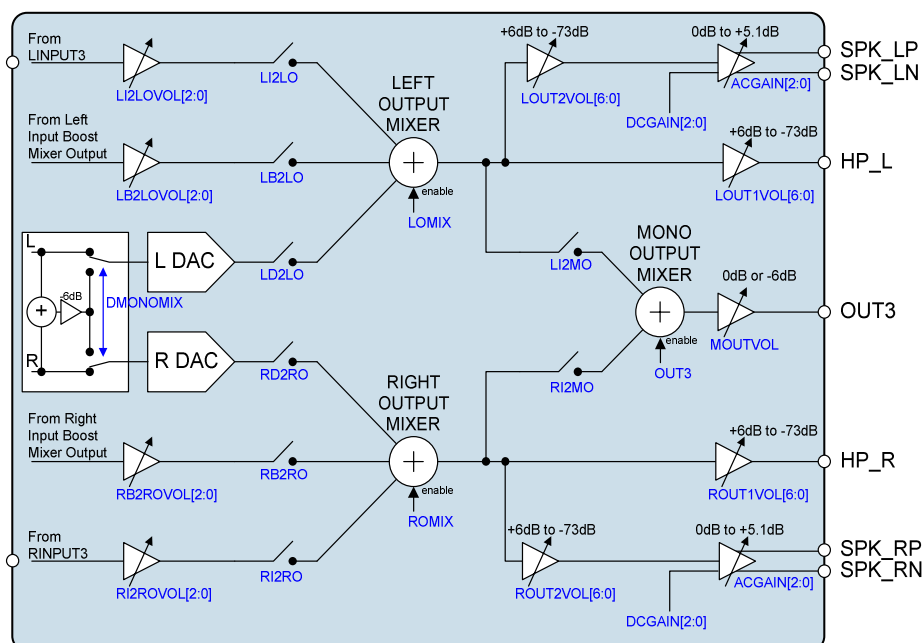 From
LINPUT3
LI2LOVOL[2:0]
LI2LO
LEFT
OUTPUT
MIXER
+6dB to -73dB
LOUT2VOL[6:0]
0dB to +5.1dB
ACGAIN[2:0]
DCGAIN[2:0]
SPK_LP
SPK_LN
From Left
Input Boost
Mixer Output
LB2LOVOL[2:0]
LB2LO
+
enable
LOMIX
+6dB to -73dB
LOUT1VOL[6:0]
HP_L
L
R
+
-6dB
DMONOMIX
L DAC
LD2LO
R DAC
RD2RO
LI2MO
RI2MO
MONO
OUTPUT
MIXER
+
enable
OUT3
0dB or -6dB
MOUTVOL
OUT3
From Right
Input Boost
Mixer Output
RB2ROVOL[2:0]
RB2RO
RIGHT
OUTPUT
MIXER
+
enable
ROMIX
+6dB to -73dB
ROUT1VOL[6:0]
HP_R
From
RINPUT3
RI2ROVOL[2:0]
RI2RO
+6dB to -73dB
ROUT2VOL[6:0]
0dB to +5.1dB
ACGAIN[2:0]
DCGAIN[2:0]
SPK_RP
SPK_RN